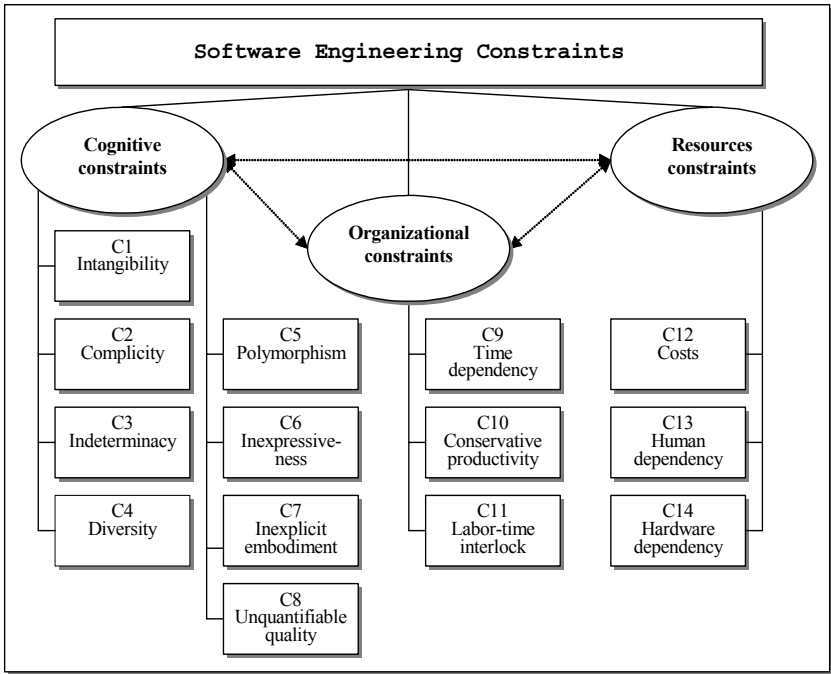 Software Engineering Constraints
Cognitive
constraints
Resources
constraints
Organizational
constraints
C1
Intangibility
C2
Complicity
C3
Indeterminacy
C4
Diversity
C5
Polymorphism
C6
Inexpressive-
ness
C7
Inexplicit
embodiment
C8
Unquantifiable
quality
C9
Time
dependency
C10
Conservative
productivity
C11
Labor-time
interlock
C12
Costs
C13
Human
dependency
C14
Hardware
dependency